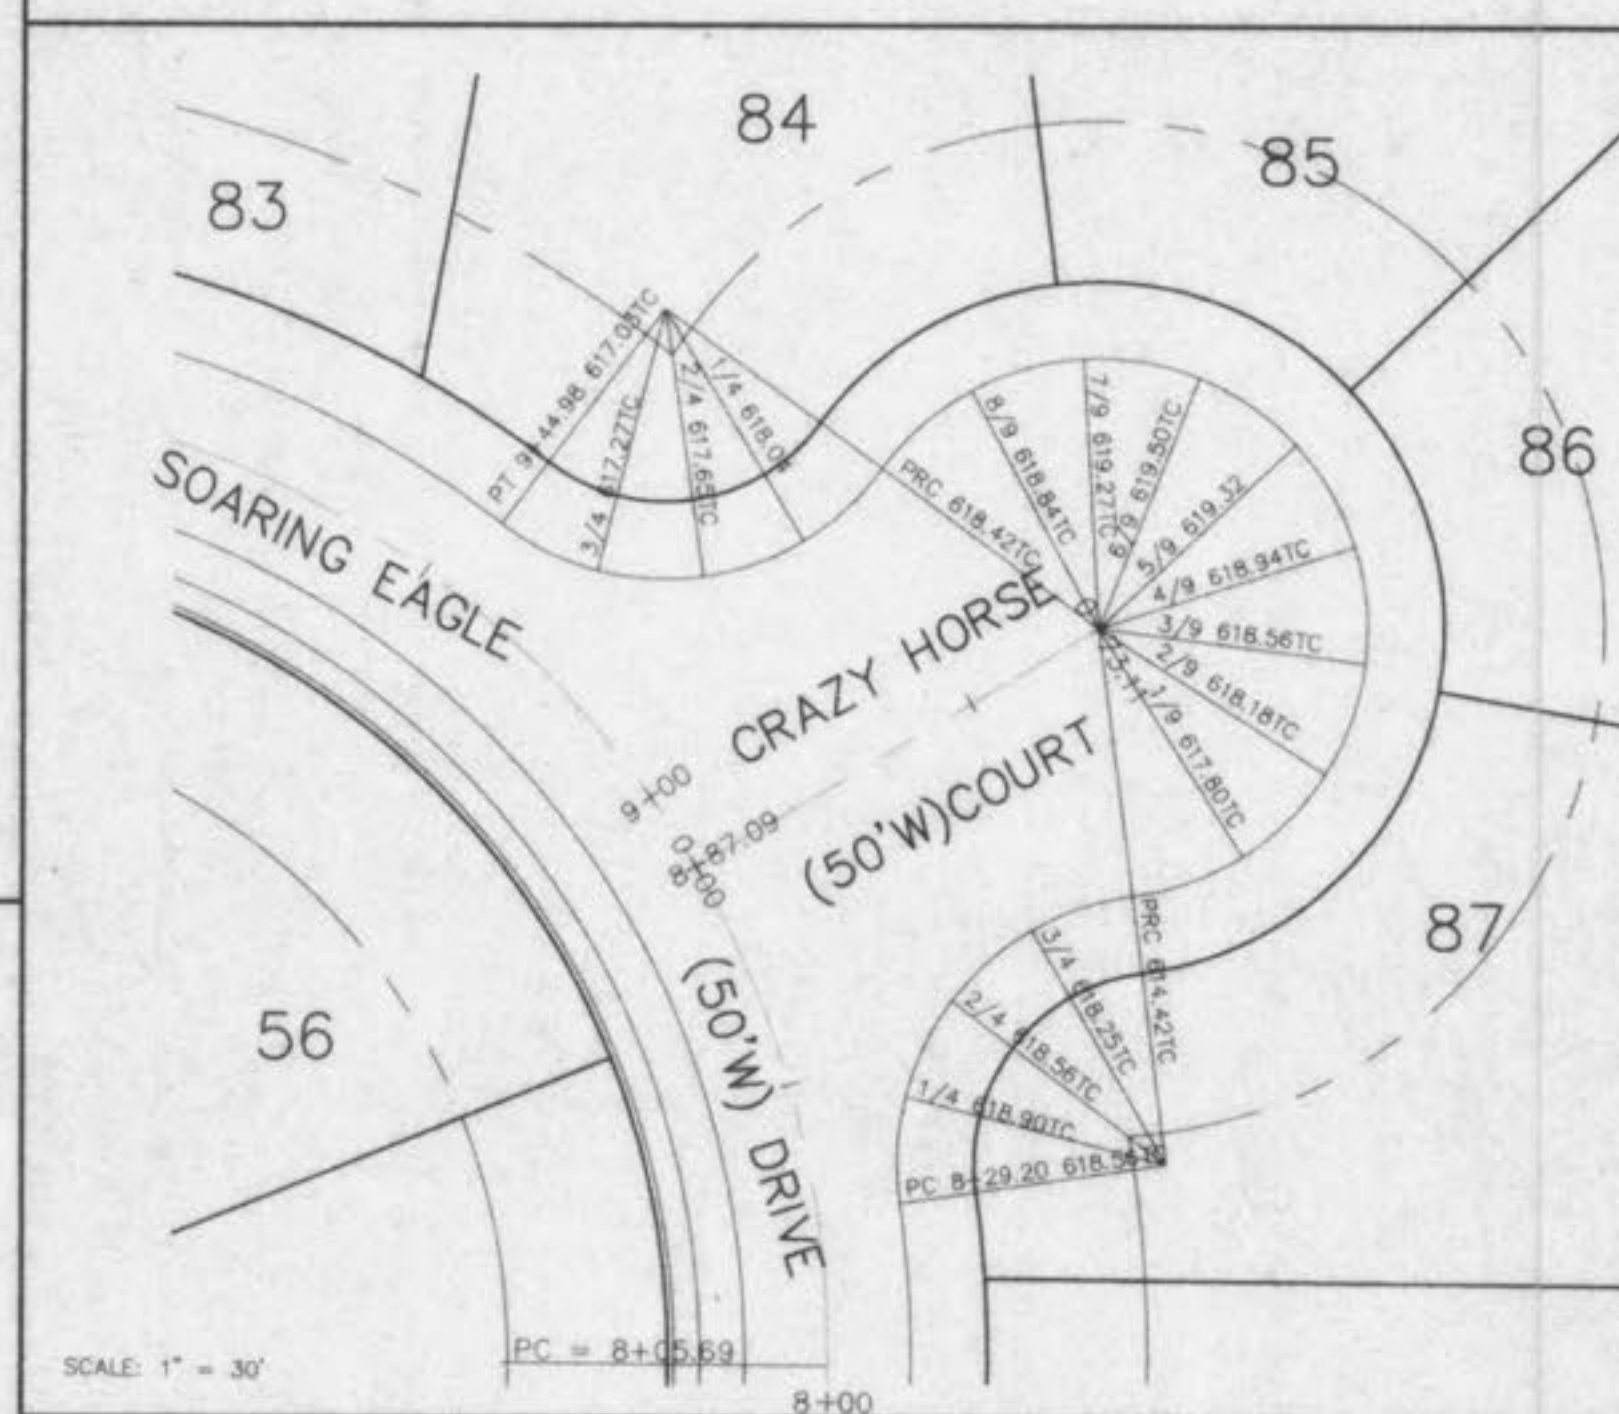 84
85
83
86
87
56
PT 9+44.98 617.03TC
3/4 617.27TC
2/4 617.65TC
1/4 618.04
PRC 618.42TC
8/9 618.84TC
7/9 619.27TC
6/9 619.50TC
5/9 619.32
4/9 618.94TC
3/9 618.56TC
2/9 618.18TC
1/9 617.80TC
SOARING EAGLE
(50'W) DRIVE
CRAZY HORSE
(50'W)COURT
9+00
8+87.09
0+00
PRC 614.42TC
3/4 618.25TC
2/4 618.56TC
1/4 618.90TC
PC 8+29.20 618.56TC
PC = 8+05.69
8+00
SCALE: 1" = 30'